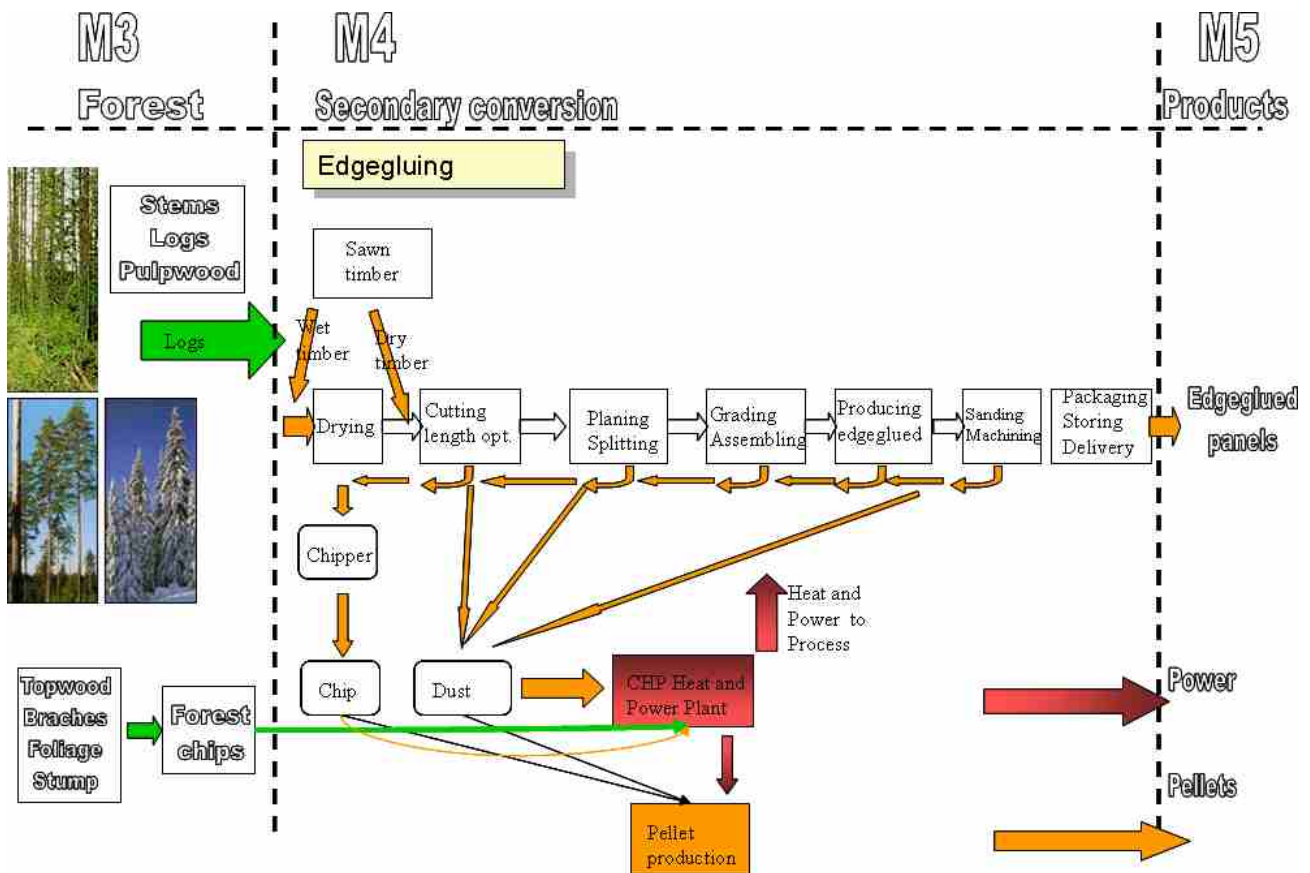 M3
Forest
M4
Secondary conversion
M5
Products
Edgegluing
Stems
Logs
Pulpwood
Sawn
timber
Logs
Wet
timber
Dry
timber
Drying
Cutting
length opt.
Planing
Splitting
Grading
Assembling
Producing
edgeglued
Sanding
Machining
Packaging
Storing
Delivery
Edgeglued
panels
Chipper
Heat and
Power to
Process
Chip
Dust
CHP Heat and
Power Plant
Power
Topwood
Braches
Foliage
Stump
Forest
chips
Pellets
Pellet
production